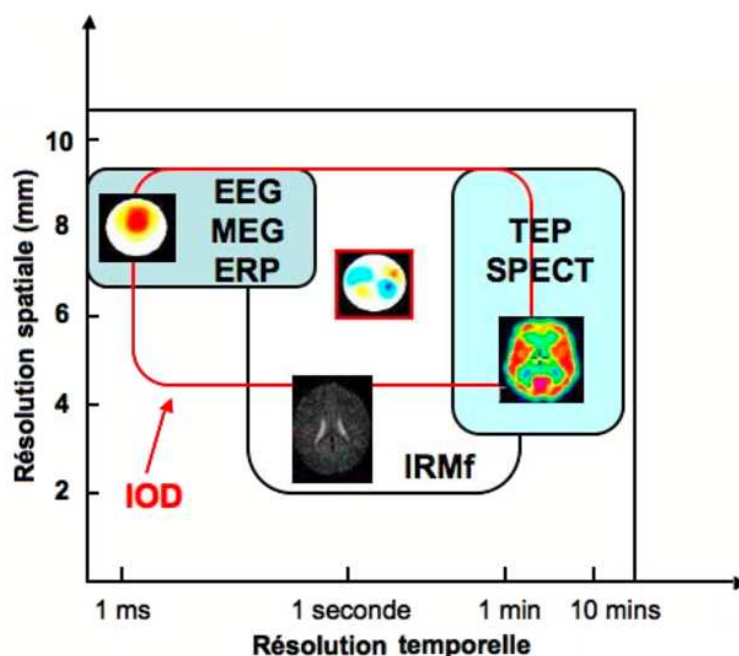 Résolution spatiale (mm)
10
8
6
4
2
EEG
MEG
ERP
TEP
SPECT
IRMf
IOD
1 ms
1 seconde
1 min
10 mins
Résolution temporelle